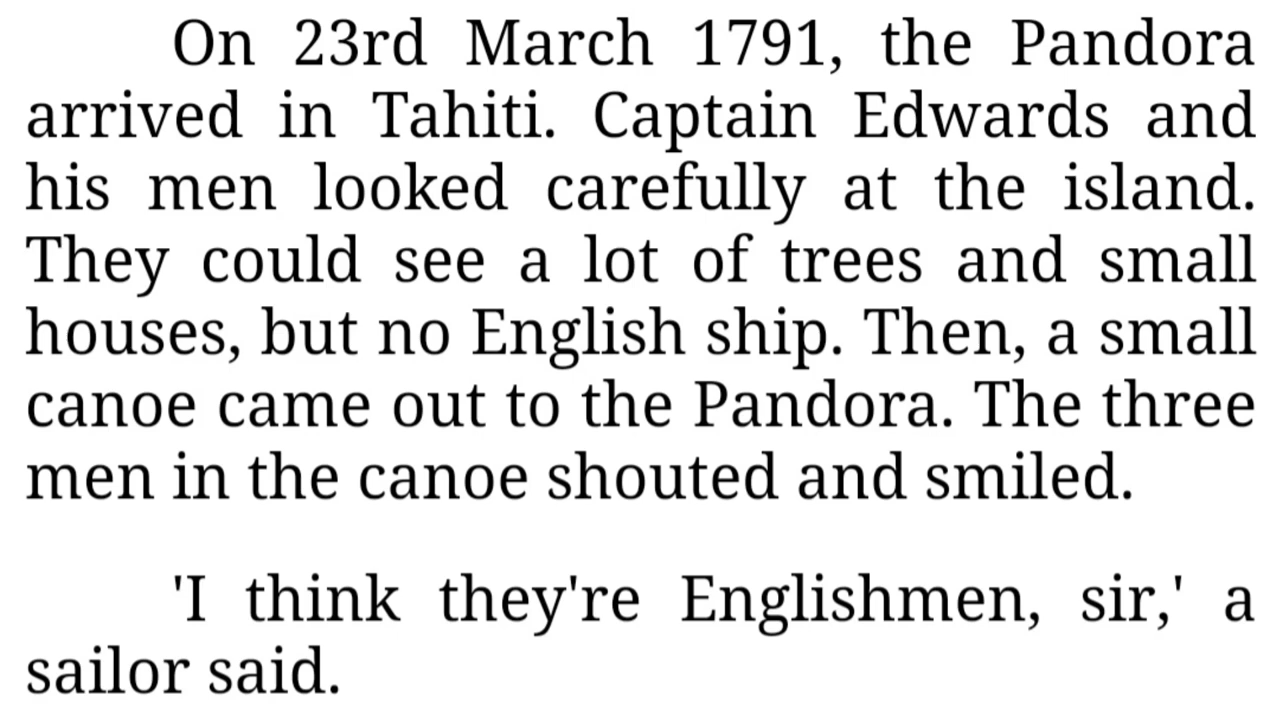 On 23rd March 1791, the Pandora
arrived in Tahiti. Captain Edwards and
his men looked carefully at the island.
They could see a lot of trees and small
houses, but no English ship. Then, a small
canoe came out to the Pandora. The three
men in the canoe shouted and smiled.
'I think they're Englishmen, sir,' a
sailor said.